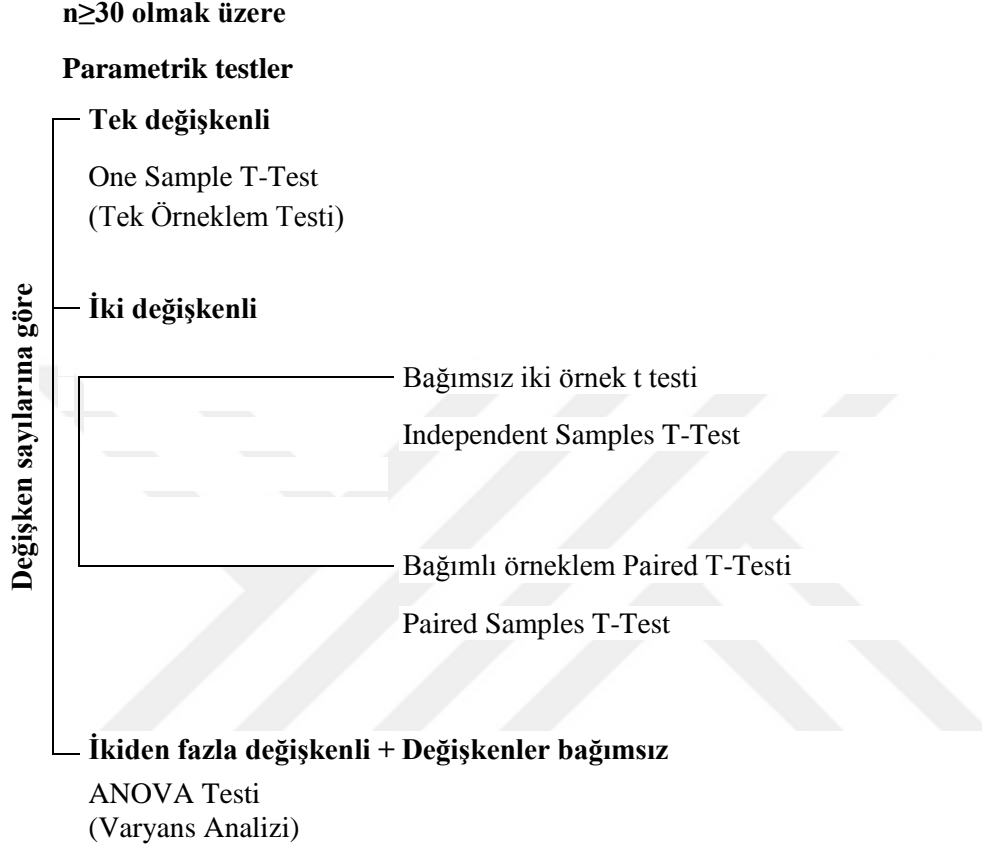 n≥30 olmak üzere
Parametrik testler
Değişken sayılarına göre
Tek değişkenli
One Sample T-Test
(Tek Örneklem Testi)
İki değişkenli
Bağımsız iki örnek t testi
Independent Samples T-Test
Bağımlı örneklem Paired T-Testi
Paired Samples T-Test
İkiden fazla değişkenli + Değişkenler bağımsız
ANOVA Testi
(Varyans Analizi)